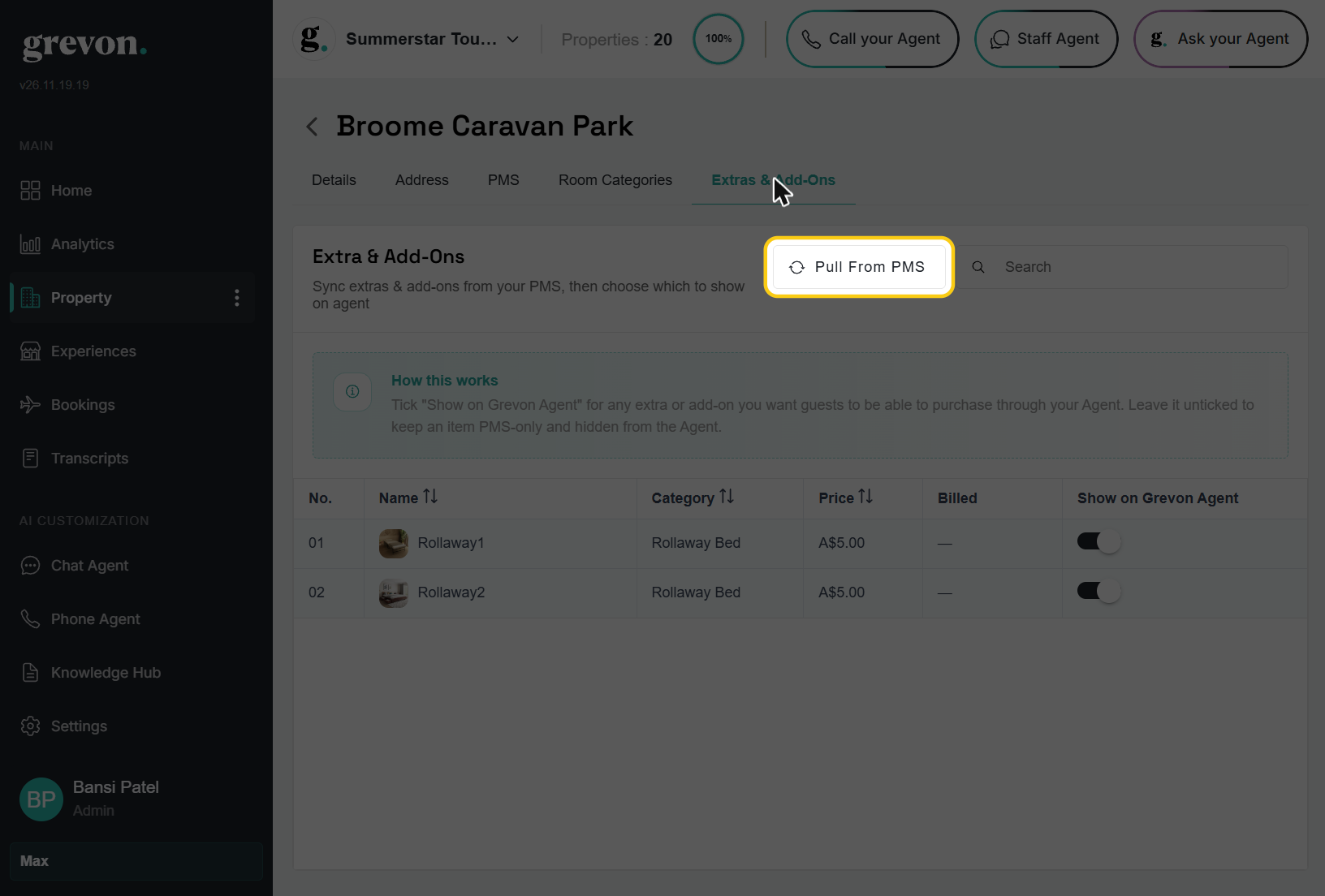 grevon.
v26.11.19.19
MAIN
Home
Analytics
Property
Experiences
Bookings
Transcripts
AI CUSTOMIZATION
Chat Agent
Phone Agent
Knowledge Hub
Settings
BP
Bansi Patel
Admin
Max
g.
Summerstar Tou...
Properties : 20
100%
Call your Agent
Staff Agent
g. Ask your Agent
Broome Caravan Park
Details
Address
PMS
Room Categories
Extras & Add-Ons
Extra & Add-Ons
Sync extras & add-ons from your PMS, then choose which to show
on agent
Pull From PMS
Search
How this works
Tick "Show on Grevon Agent" for any extra or add-on you want guests to be able to purchase through your Agent. Leave it unticked to
keep an item PMS-only and hidden from the Agent.
No. Name Category Price Billed Show on Grevon Agent
01 Rollaway1 Rollaway Bed A$5.00 —
02 Rollaway2 Rollaway Bed A$5.00 —